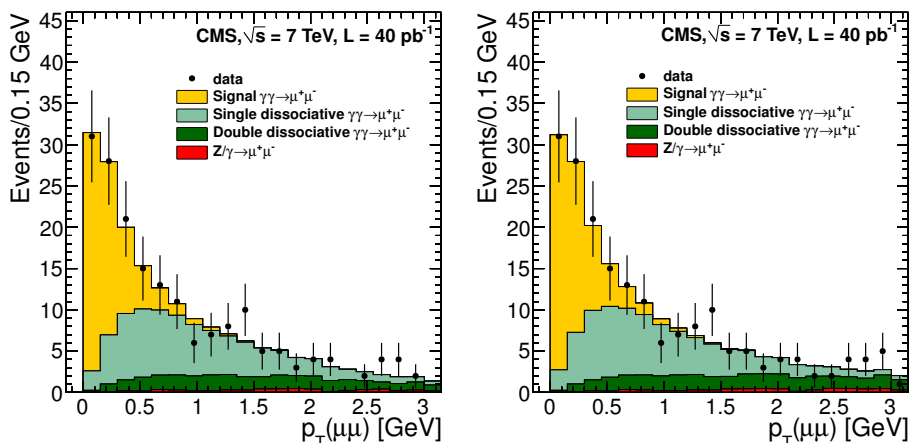 CMS, √s = 7 TeV, L = 40 pb⁻¹
data
Signal γγ→μ⁺μ⁻
Single dissociative γγ→μ⁺μ⁻
Double dissociative γγ→μ⁺μ⁻
Z/γ→μ⁺μ⁻
Events/0.15 GeV
45
40
35
30
25
20
15
10
5
0
0 0.5 1 1.5 2 2.5 3
p_T(μμ) [GeV]
CMS, √s = 7 TeV, L = 40 pb⁻¹
data
Signal γγ→μ⁺μ⁻
Single dissociative γγ→μ⁺μ⁻
Double dissociative γγ→μ⁺μ⁻
Z/γ→μ⁺μ⁻
Events/0.15 GeV
45
40
35
30
25
20
15
10
5
0
0 0.5 1 1.5 2 2.5 3
p_T(μμ) [GeV]